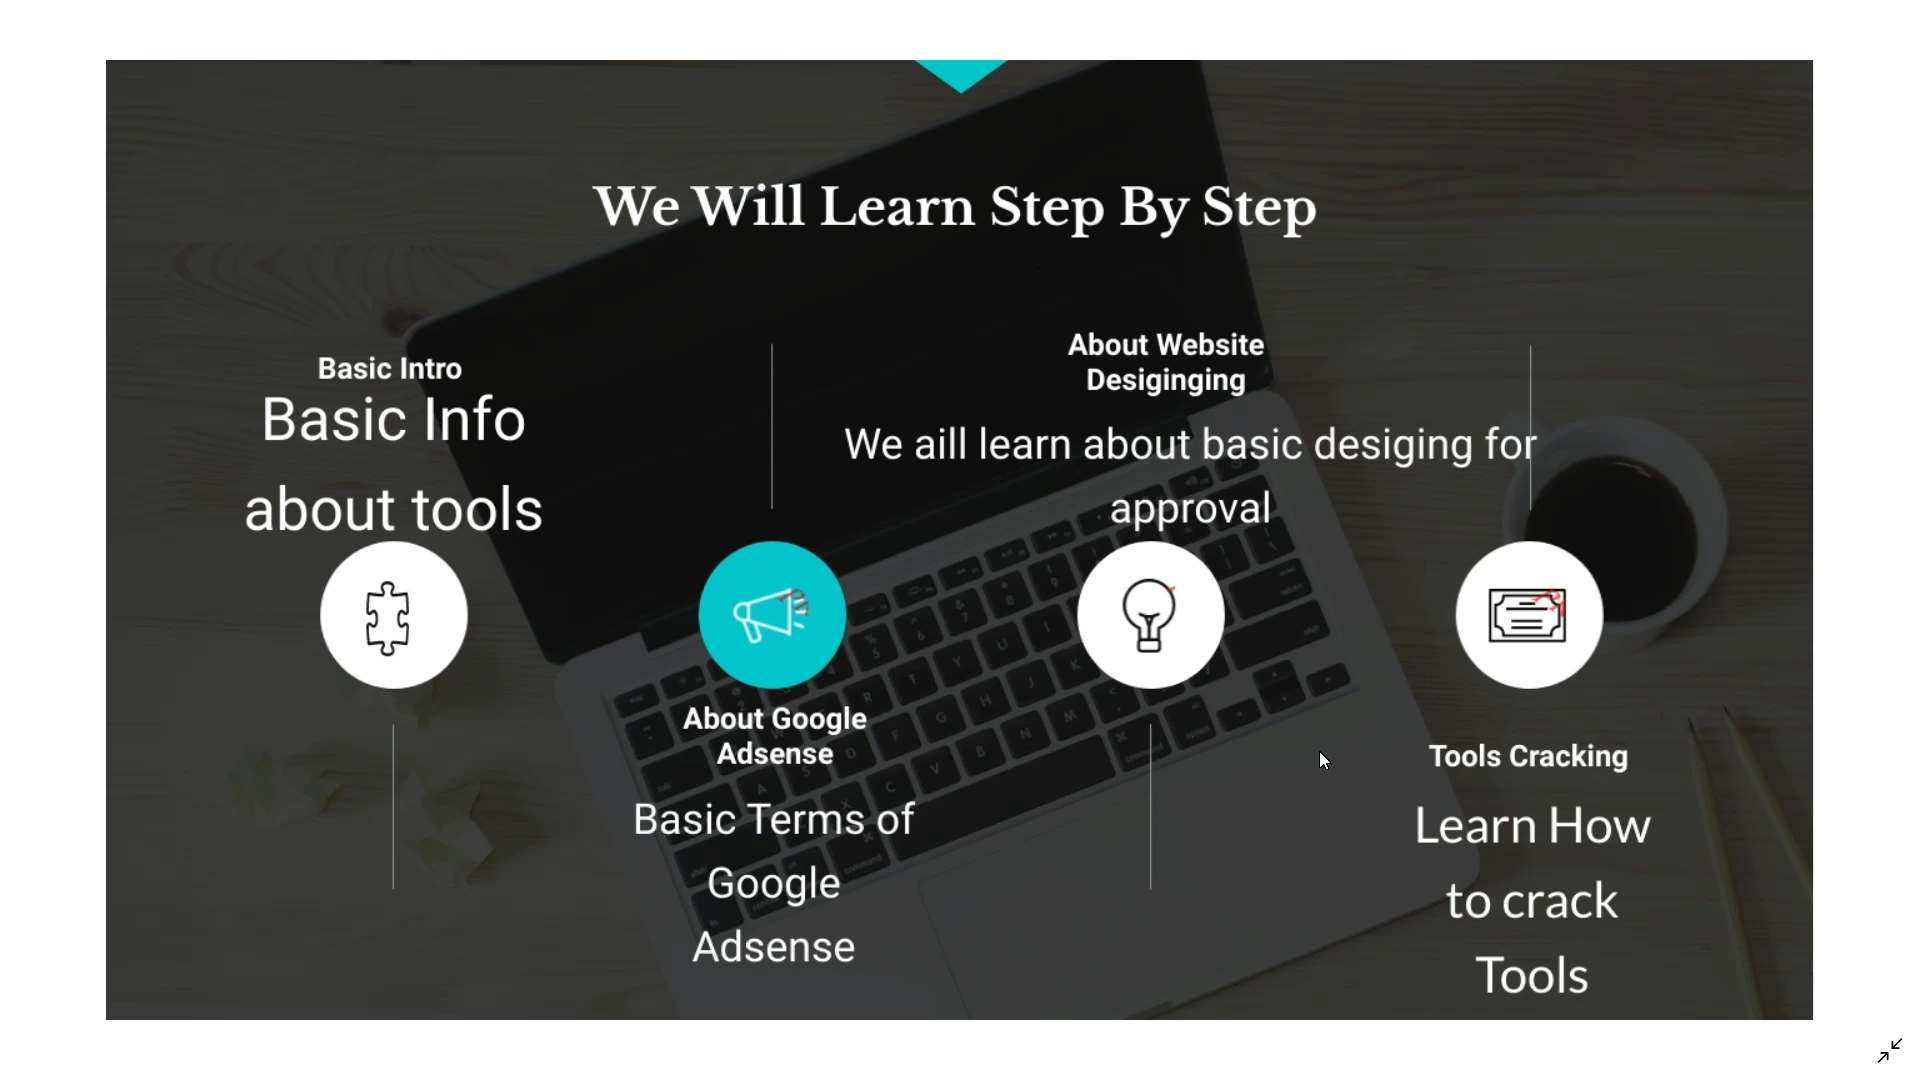 We Will Learn Step By Step
Basic Intro
Basic Info
about tools
About Google
Adsense
Basic Terms of
Google
Adsense
About Website
Desiginging
We aill learn about basic desiging for
approval
Tools Cracking
Learn How
to crack
Tools